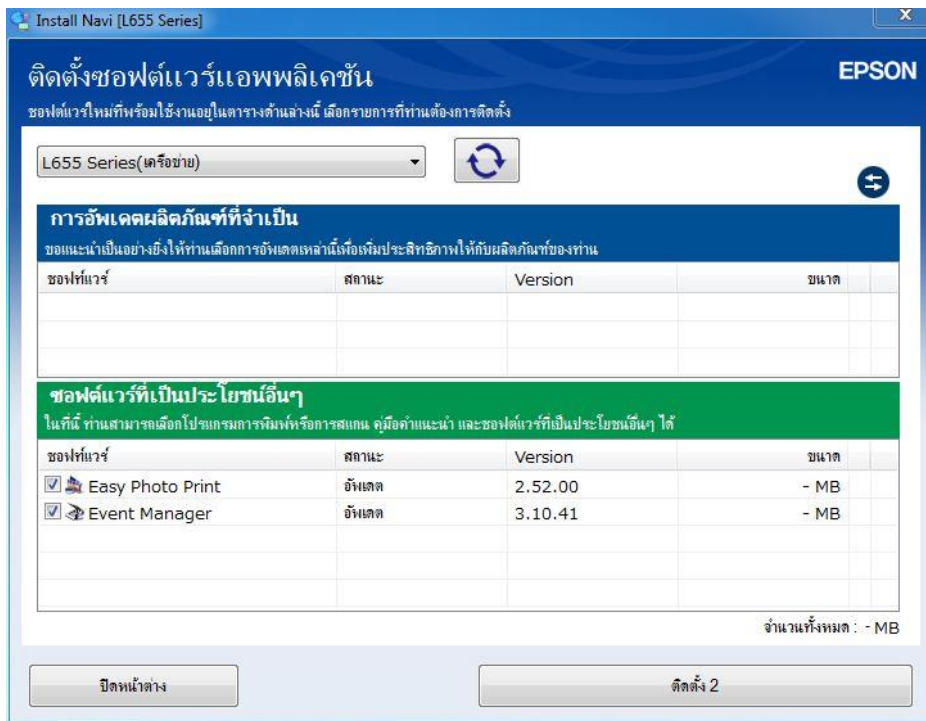 Install Navi [L655 Series]
ติดตั้งซอฟต์แวร์แอพพลิเคชัน
EPSON
ซอฟต์แวร์ใหม่ที่พร้อมใช้งานอยู่ในตารางด้านล่างนี้ เลือกรายการที่ท่านต้องการติดตั้ง
L655 Series(เครือข่าย)
การอัพเดตผลิตภัณฑ์ที่จำเป็น
ขอแนะนำเป็นอย่างยิ่งให้ท่านเลือกการอัพเดตเหล่านี้เพื่อเพิ่มประสิทธิภาพให้กับผลิตภัณฑ์ของท่าน
ซอฟท์แวร์ สถานะ Version ขนาด
ซอฟต์แวร์ที่เป็นประโยชน์อื่นๆ
ในที่นี้ ท่านสามารถเลือกโปรแกรมการพิมพ์หรือการสแกน คู่มือคำแนะนำ และซอฟต์แวร์ที่เป็นประโยชน์อื่นๆ ได้
ซอฟท์แวร์ สถานะ Version ขนาด
Easy Photo Print อัพเดต 2.52.00 - MB
Event Manager อัพเดต 3.10.41 - MB
จำนวนทั้งหมด : - MB
ปิดหน้าต่าง ติดตั้ง 2